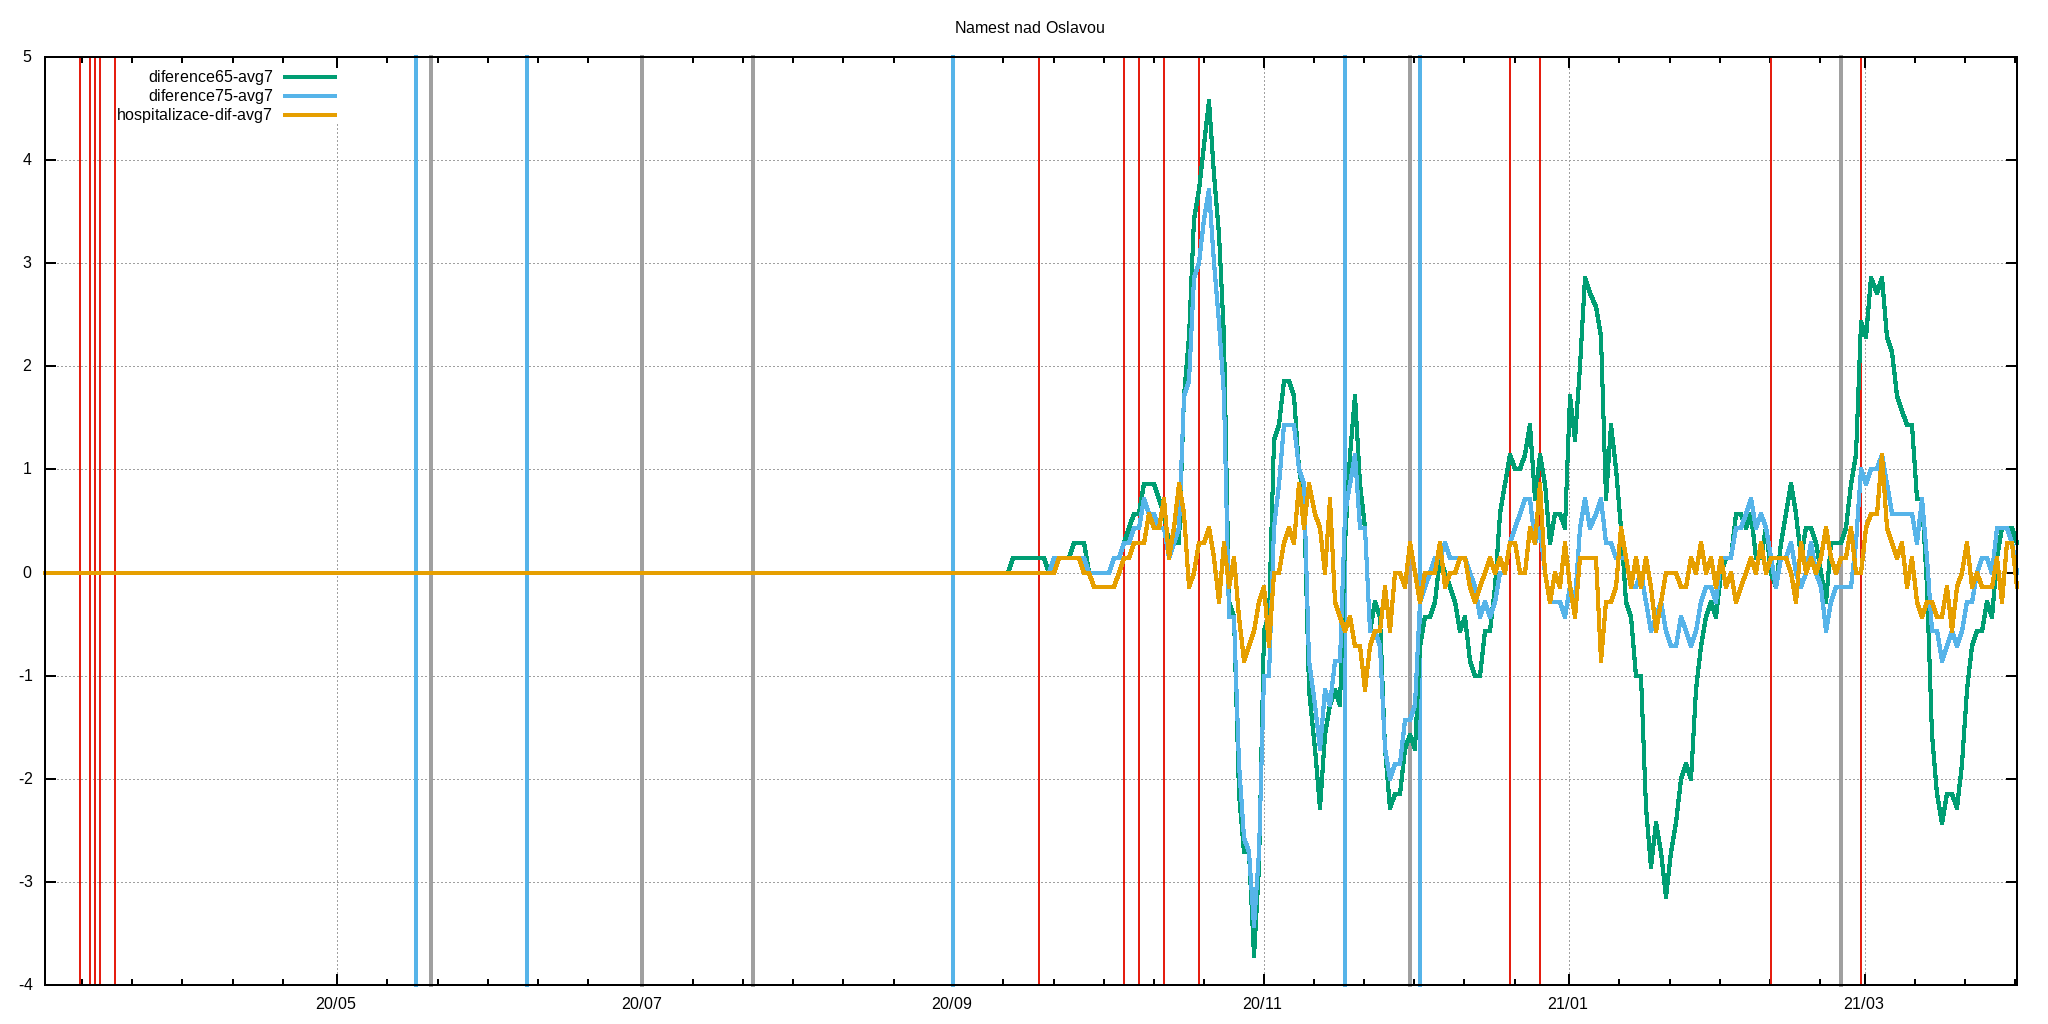 Namest nad Oslavou
5
diference65-avg7
diference75-avg7
hospitalizace-dif-avg7
4
3
2
1
0
-1
-2
-3
-4
20/05 20/07 20/09 20/11 21/01 21/03